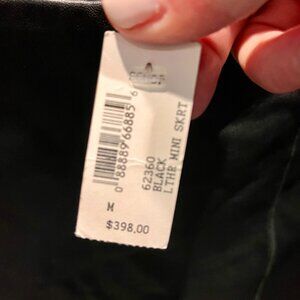 0 88889 66885 6
62360
BLACK
LTHR MINI SKRT
M
$398.00